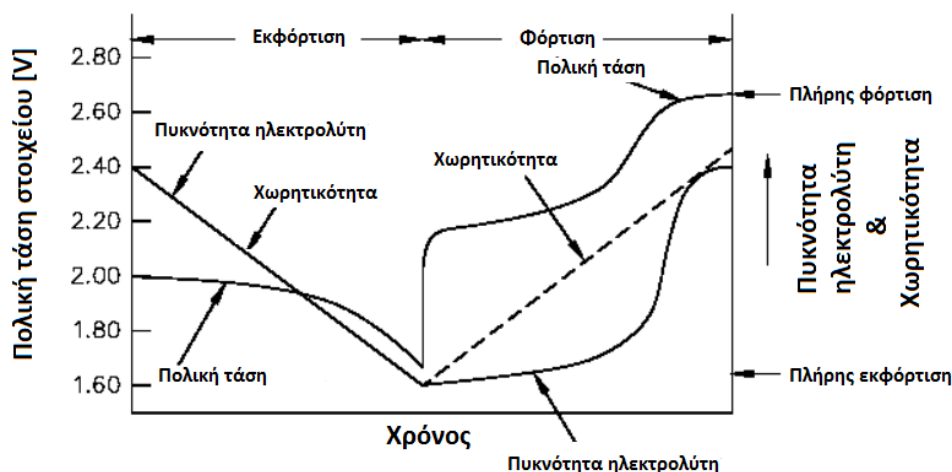 Εκφόρτιση
Φόρτιση
Πολική τάση στοιχείου [V]
2.80
2.60
2.40
2.20
2.00
1.80
1.60
Πολική τάση
Πλήρης φόρτιση
Πυκνότητα ηλεκτρολύτη
Χωρητικότητα
Χωρητικότητα
Πυκνότητα
ηλεκτρολύτη
&
Χωρητικότητα
Πολική τάση
Πλήρης εκφόρτιση
Χρόνος
Πυκνότητα ηλεκτρολύτη